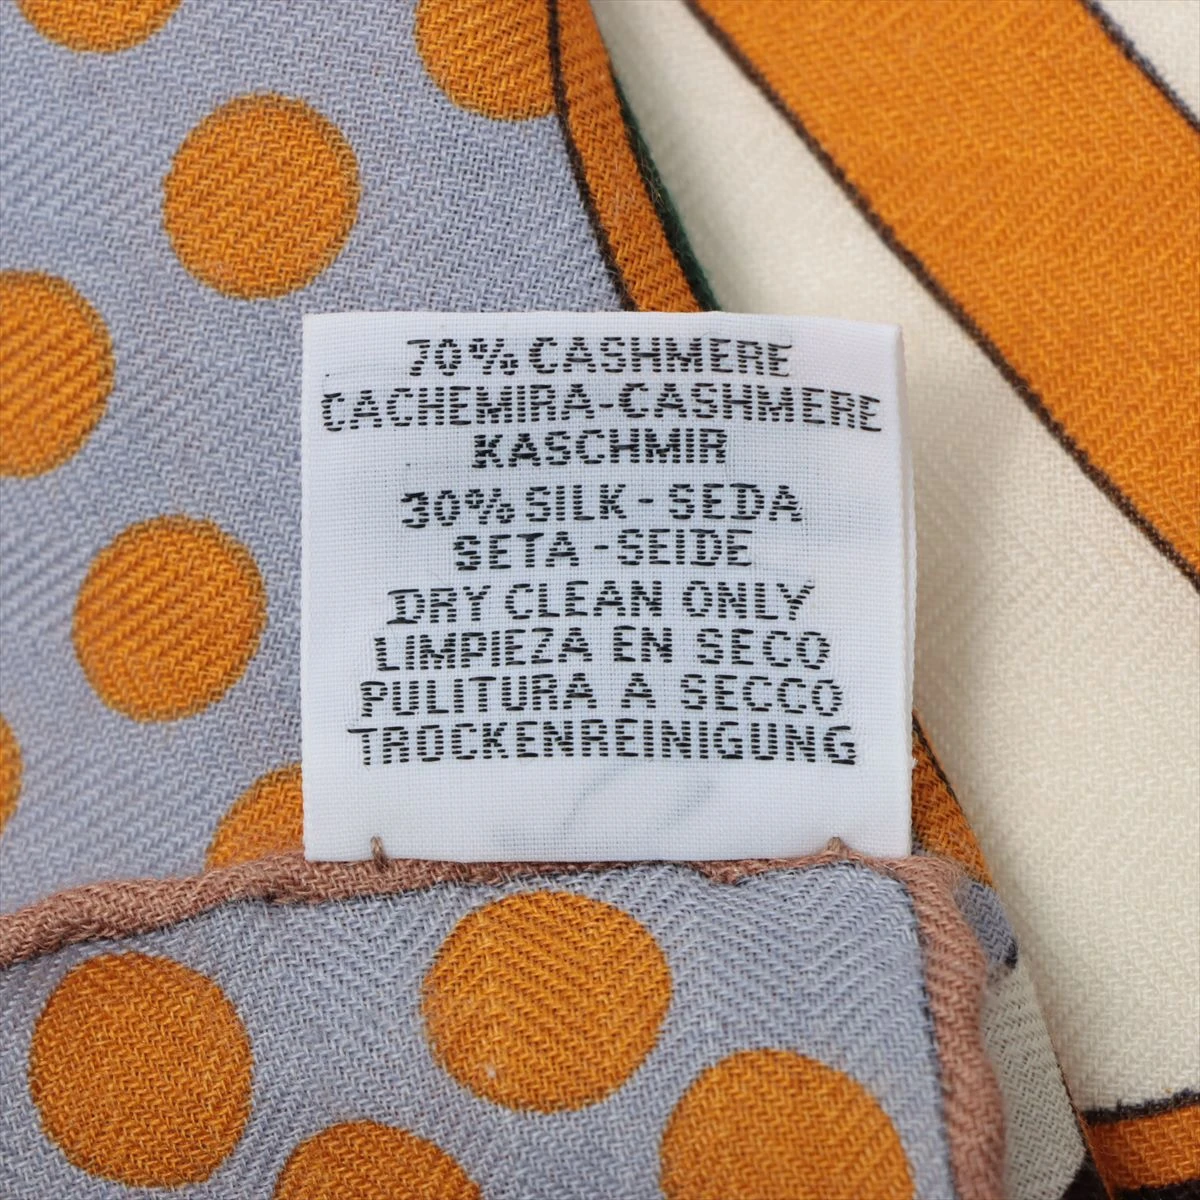 70% CASHMERE
CACHEMIRA-CASHMERE
KASCHMIR
30% SILK - SEDA
SETA - SEIDE
DRY CLEAN ONLY
LIMPIEZA EN SECO
PULITURA A SECCO
TROCKENREINIGUNG